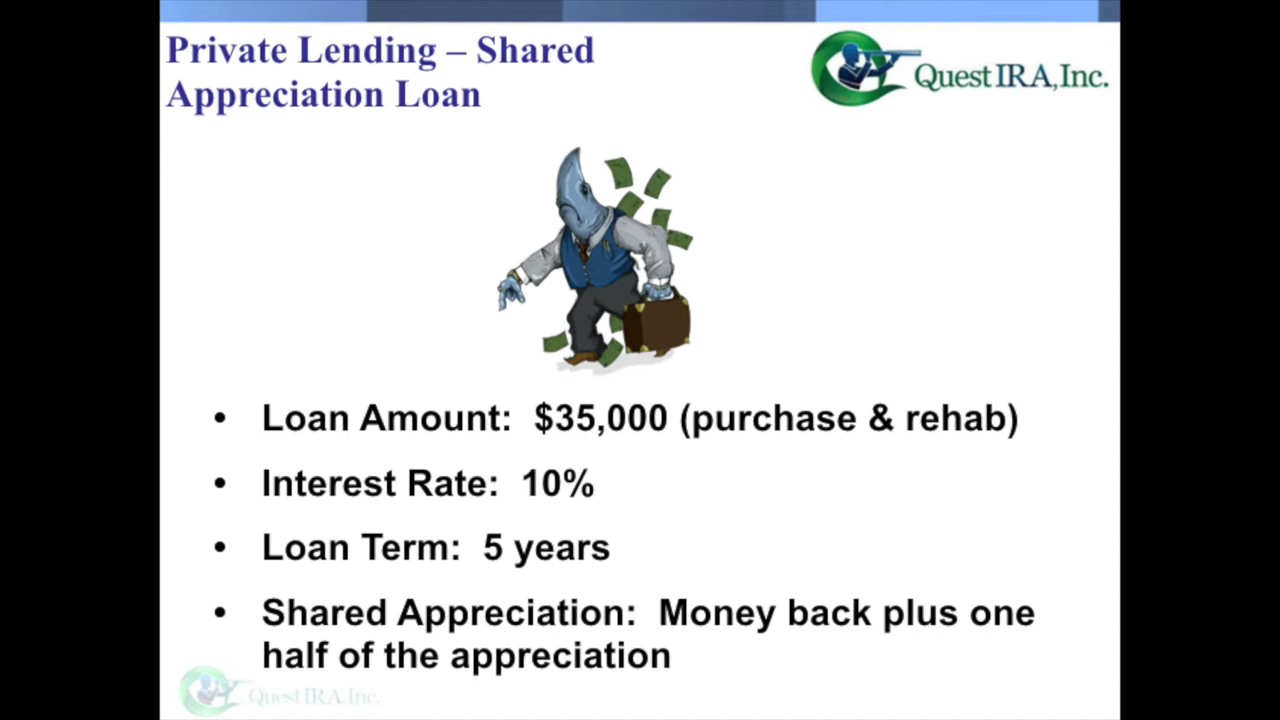 Private Lending – Shared
Appreciation Loan
Quest IRA, Inc.
• Loan Amount: $35,000 (purchase & rehab)
• Interest Rate: 10%
• Loan Term: 5 years
• Shared Appreciation: Money back plus one
half of the appreciation
Quest IRA, Inc.